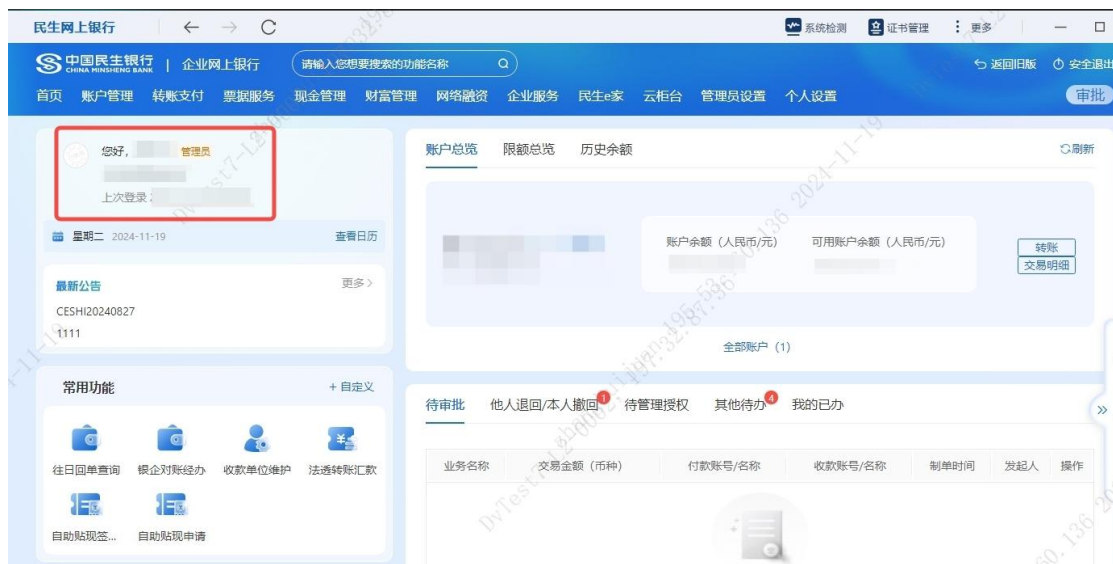 民生网上银行
系统检测 证书管理 更多
中国民生银行 CHINA MINSHENG BANK | 企业网上银行 请输入您想要搜索的功能名称 返回旧版 安全退出
首页 账户管理 转账支付 票据服务 现金管理 财富管理 网络融资 企业服务 民生e家 云柜台 管理员设置 个人设置 审批
您好, 管理员
上次登录
星期二 2024-11-19 查看日历
最新公告 更多>
CESHI20240827
1111
常用功能 + 自定义
往日回单查询 银企对账经办 收款单位维护 法透转账汇款
自助贴现签... 自助贴现申请
账户总览 限额总览 历史余额 刷新
账户余额（人民币/元） 可用账户余额（人民币/元） 转账
交易明细
全部账户（1）
待审批 他人退回/本人撤回 1 待管理授权 其他待办 4 我的已办
业务名称 交易金额（币种） 付款账号/名称 收款账号/名称 制单时间 发起人 操作